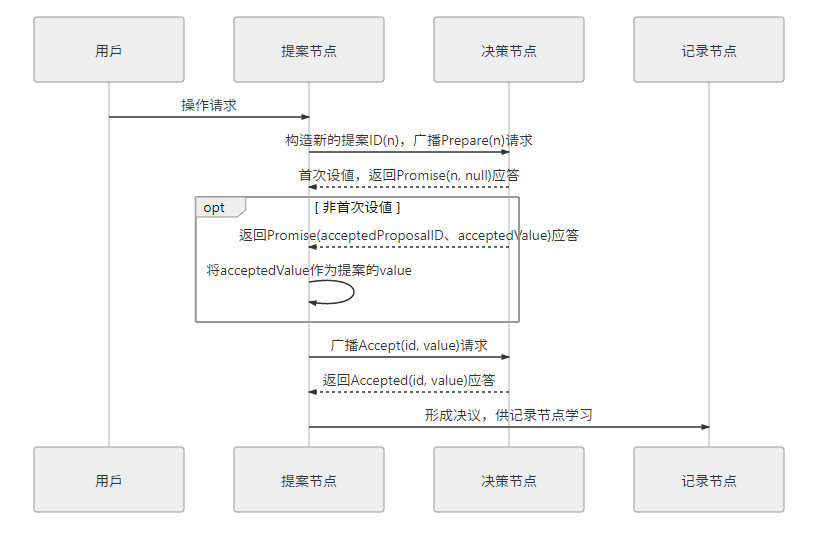 用戶
提案节点
决策节点
记录节点
操作请求
构造新的提案ID(n)，广播Prepare(n)请求
首次设值，返回Promise(n, null)应答
opt
[ 非首次设值 ]
返回Promise(acceptedProposalID、acceptedValue)应答
将acceptedValue作为提案的value
广播Accept(id, value)请求
返回Accepted(id, value)应答
形成决议，供记录节点学习
用戶
提案节点
决策节点
记录节点